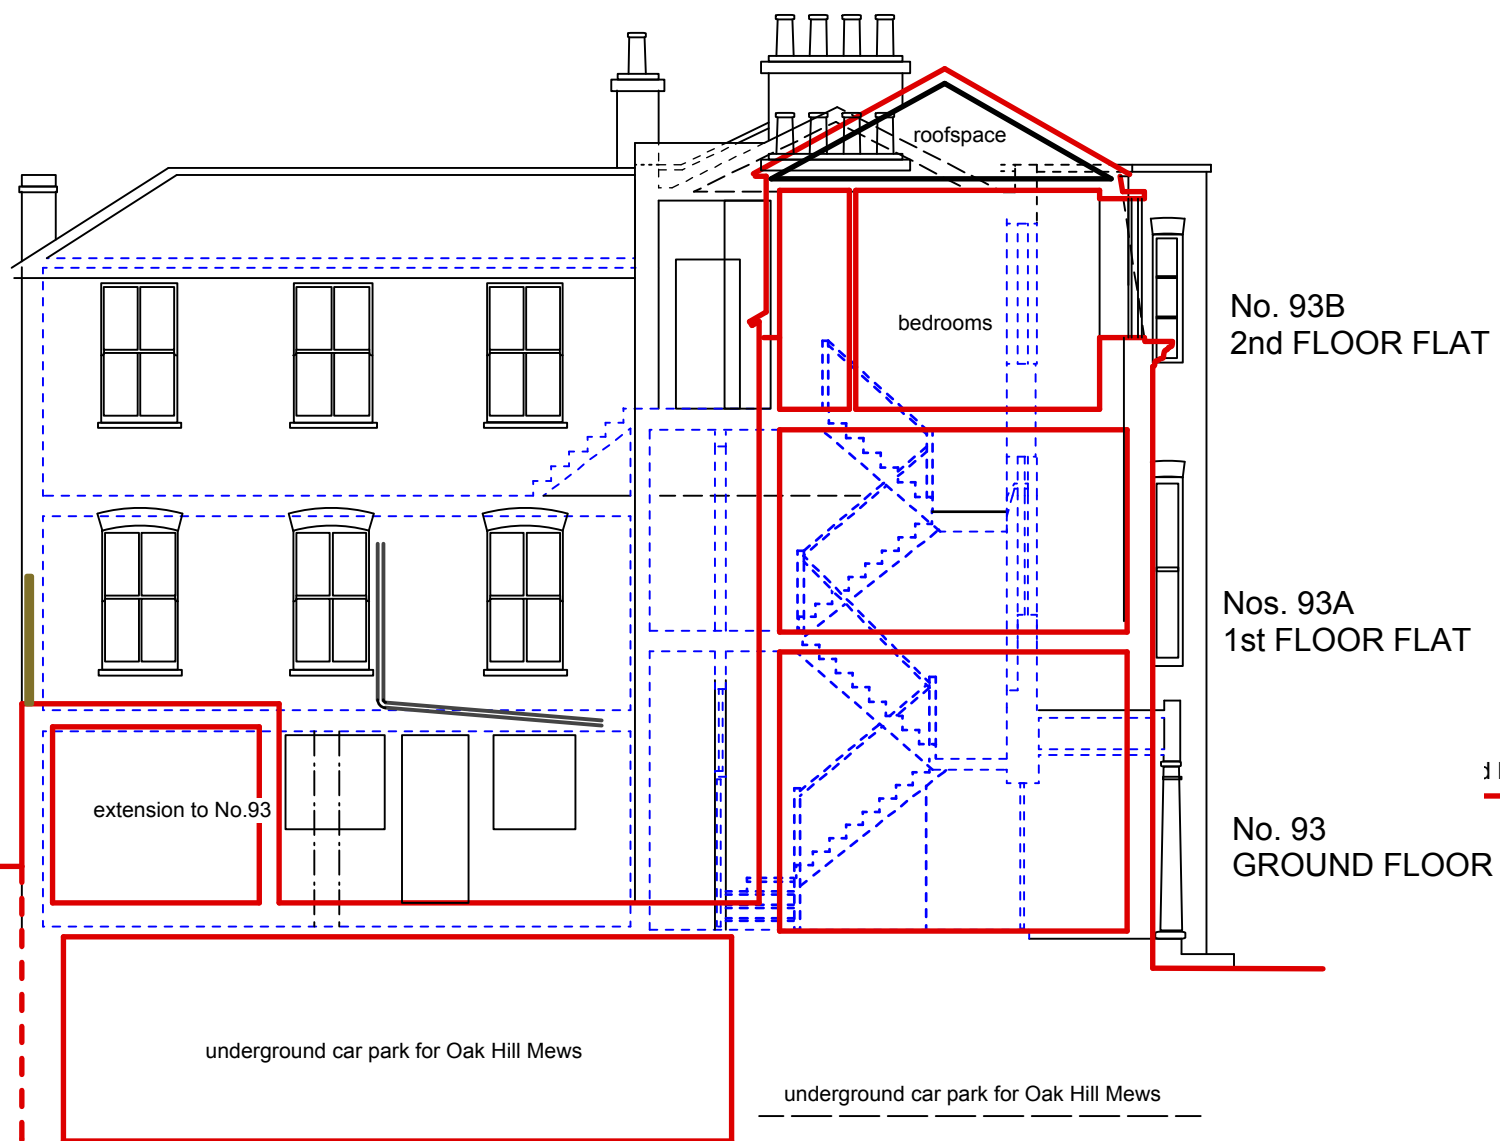 roofspace
bedrooms
No. 93B
2nd FLOOR FLAT
Nos. 93A
1st FLOOR FLAT
extension to No.93
No. 93
GROUND FLOOR
underground car park for Oak Hill Mews
underground car park for Oak Hill Mews